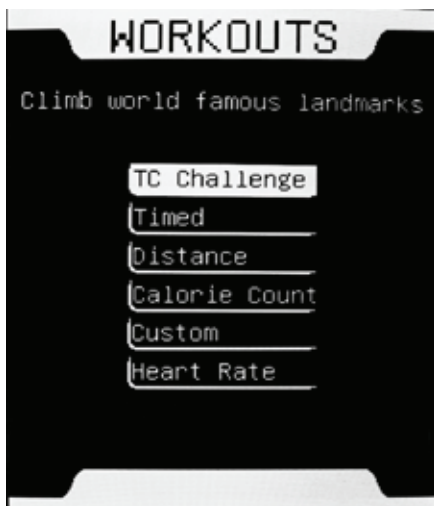 WORKOUTS
Climb world famous landmarks
TC Challenge
Timed
Distance
Calorie Count
Custom
Heart Rate